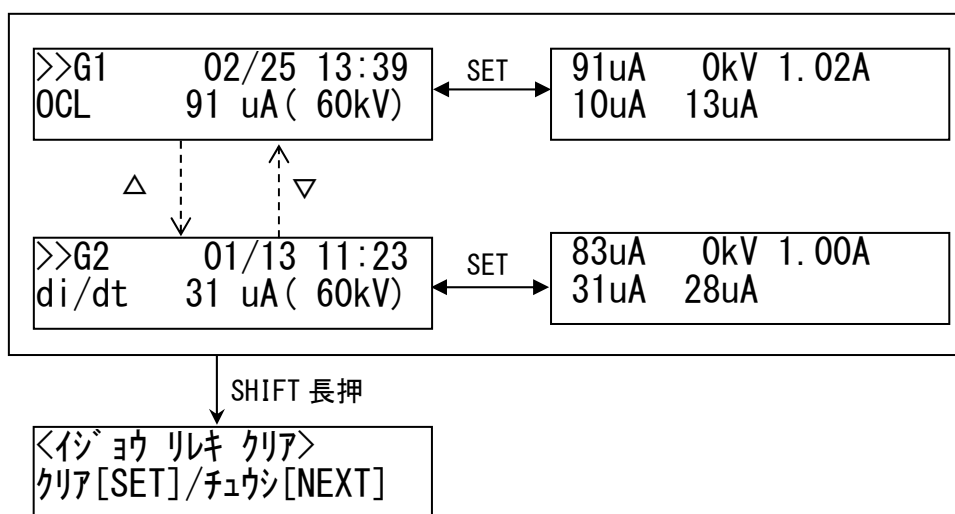 >>G1 02/25 13:39
OCL 91 uA( 60kV)
SET
91uA 0kV 1.02A
10uA 13uA
△ ▽
>>G2 01/13 11:23
di/dt 31 uA( 60kV)
SET
83uA 0kV 1.00A
31uA 28uA
SHIFT 長押
<イジョウ リレキ クリア>
クリア[SET]/チュウシ[NEXT]